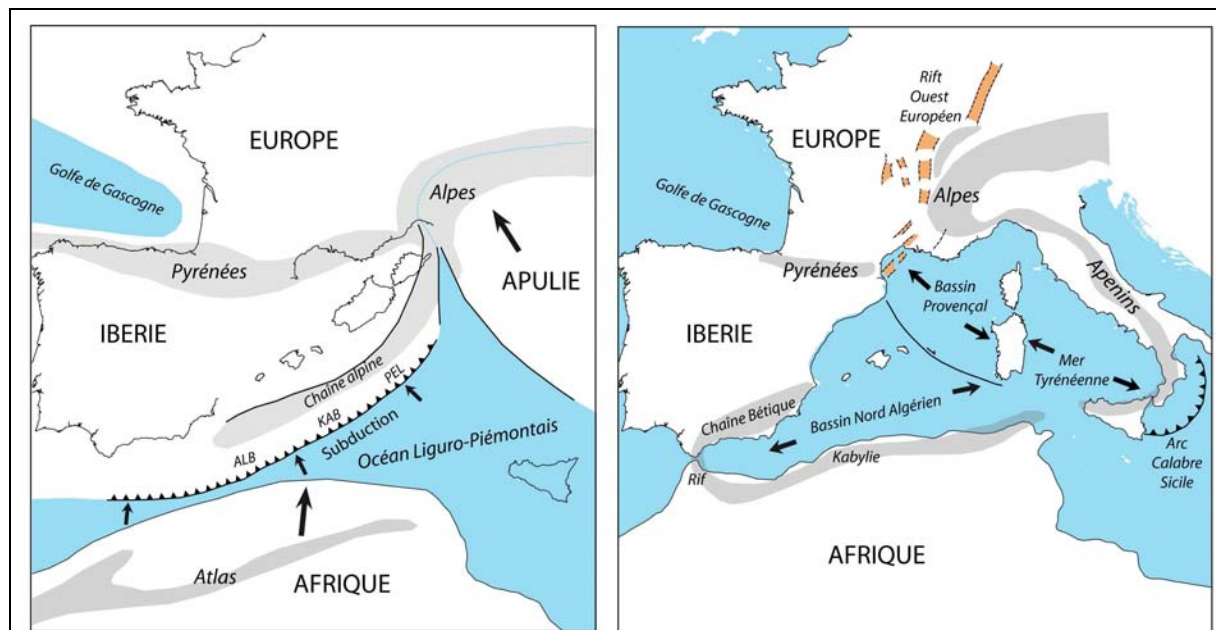 EUROPE
Golfe de Gascogne
Alpes
Pyrénées
APULIE
IBERIE
Chaîne alpine
PEL
KAB
Subduction
ALB
Océan Liguro-Piémontais
Atlas
AFRIQUE
Rift
Ouest
Européen
EUROPE
Golfe de Gascogne
Alpes
Pyrénées
Bassin
Provençal
Apenins
IBERIE
Mer
Tyrénéenne
Chaîne Bétique
Bassin Nord Algérien
Kabylie
Rif
Arc
Calabre
Sicile
AFRIQUE